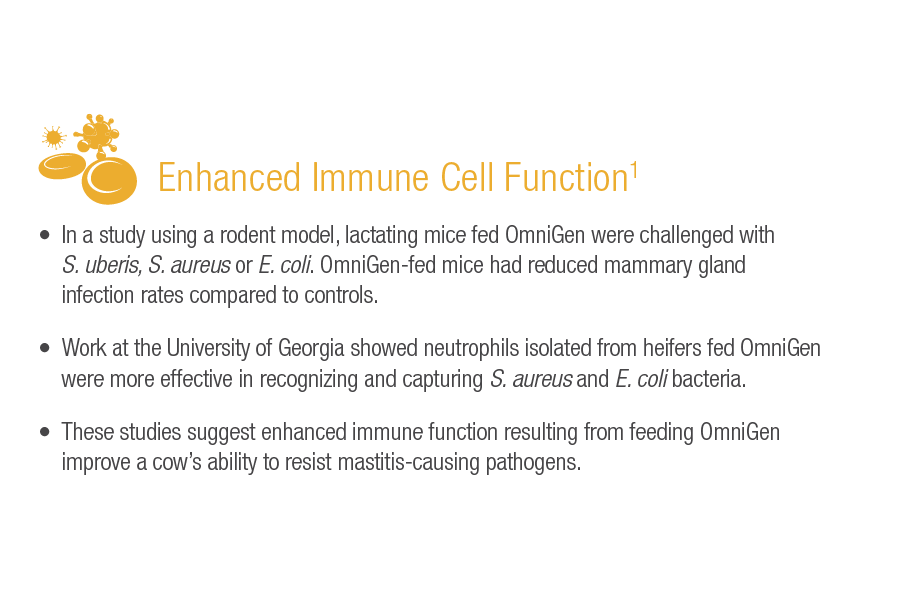 Enhanced Immune Cell Function¹
• In a study using a rodent model, lactating mice fed OmniGen were challenged with
S. uberis, S. aureus or E. coli. OmniGen-fed mice had reduced mammary gland
infection rates compared to controls.
• Work at the University of Georgia showed neutrophils isolated from heifers fed OmniGen
were more effective in recognizing and capturing S. aureus and E. coli bacteria.
• These studies suggest enhanced immune function resulting from feeding OmniGen
improve a cow’s ability to resist mastitis-causing pathogens.